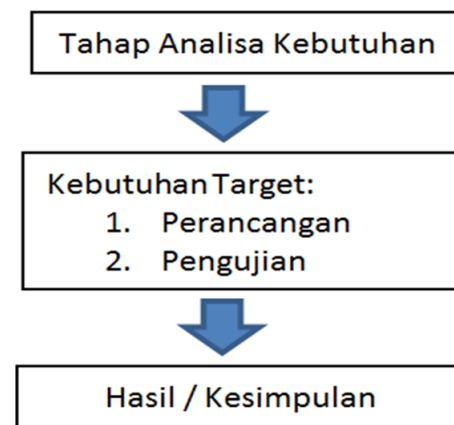 Tahap Analisa Kebutuhan
Kebutuhan Target:
1. Perancangan
2. Pengujian
Hasil / Kesimpulan